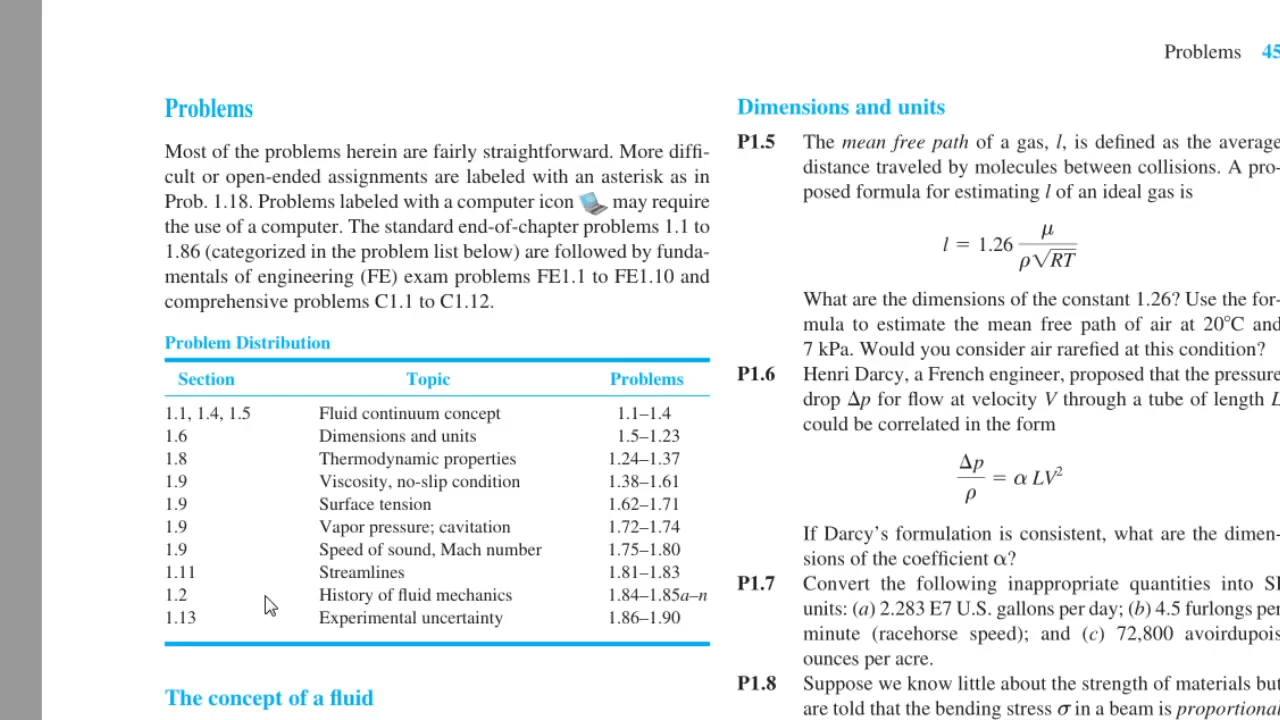 Problems 45
Problems
Most of the problems herein are fairly straightforward. More diffi-
cult or open-ended assignments are labeled with an asterisk as in
Prob. 1.18. Problems labeled with a computer icon may require
the use of a computer. The standard end-of-chapter problems 1.1 to
1.86 (categorized in the problem list below) are followed by funda-
mentals of engineering (FE) exam problems FE1.1 to FE1.10 and
comprehensive problems C1.1 to C1.12.
Problem Distribution
Section Topic Problems
1.1, 1.4, 1.5 Fluid continuum concept 1.1–1.4
1.6 Dimensions and units 1.5–1.23
1.8 Thermodynamic properties 1.24–1.37
1.9 Viscosity, no-slip condition 1.38–1.61
1.9 Surface tension 1.62–1.71
1.9 Vapor pressure; cavitation 1.72–1.74
1.9 Speed of sound, Mach number 1.75–1.80
1.11 Streamlines 1.81–1.83
1.2 History of fluid mechanics 1.84–1.85a–n
1.13 Experimental uncertainty 1.86–1.90
The concept of a fluid
Dimensions and units
P1.5 The mean free path of a gas, l, is defined as the average
distance traveled by molecules between collisions. A pro-
posed formula for estimating l of an ideal gas is
l = 1.26 μ / ρ√RT
What are the dimensions of the constant 1.26? Use the for-
mula to estimate the mean free path of air at 20°C and
7 kPa. Would you consider air rarefied at this condition?
P1.6 Henri Darcy, a French engineer, proposed that the pressure
drop Δp for flow at velocity V through a tube of length L
could be correlated in the form
Δp / ρ = α LV²
If Darcy's formulation is consistent, what are the dimen-
sions of the coefficient α?
P1.7 Convert the following inappropriate quantities into SI
units: (a) 2.283 E7 U.S. gallons per day; (b) 4.5 furlongs per
minute (racehorse speed); and (c) 72,800 avoirdupois
ounces per acre.
P1.8 Suppose we know little about the strength of materials but
are told that the bending stress σ in a beam is proportional